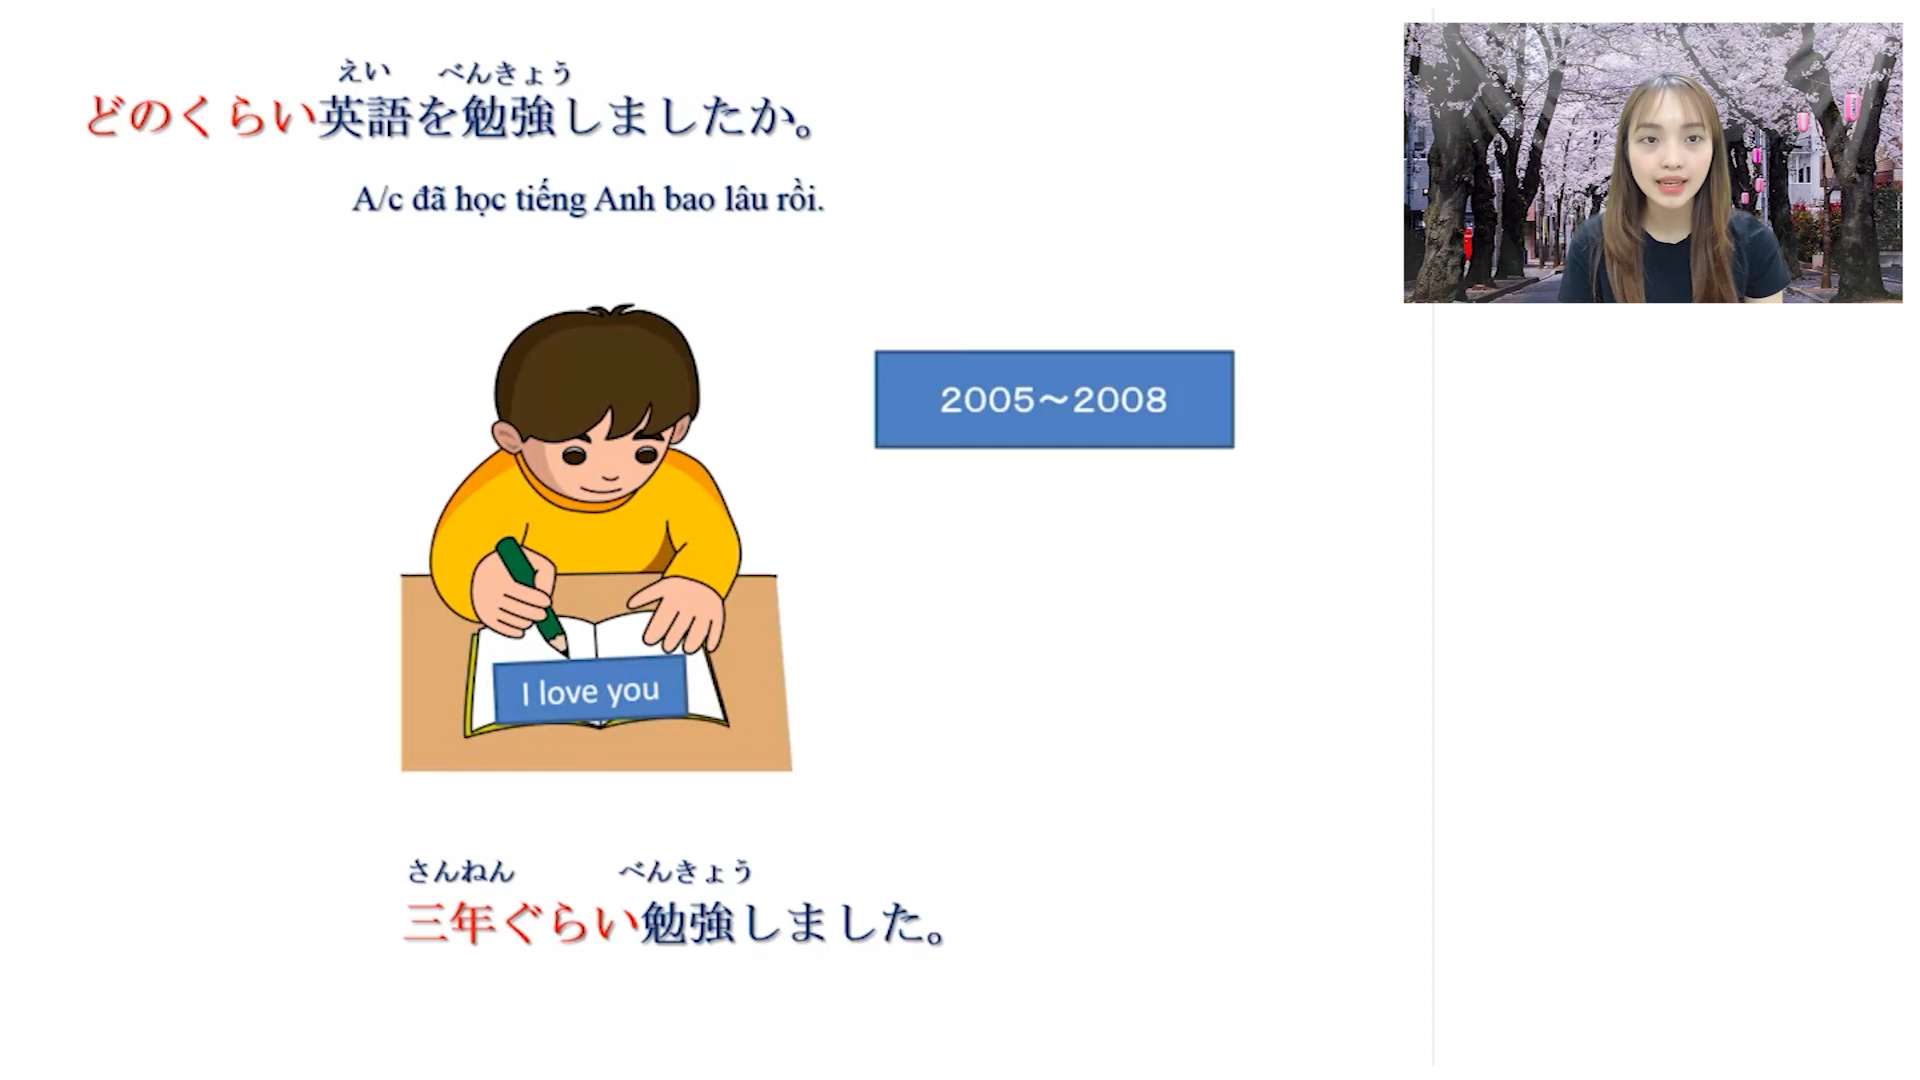 えい べんきょう
どのくらい英語を勉強しましたか。
A/c đã học tiếng Anh bao lâu rồi.
2005～2008
I love you
さんねん べんきょう
三年ぐらい勉強しました。